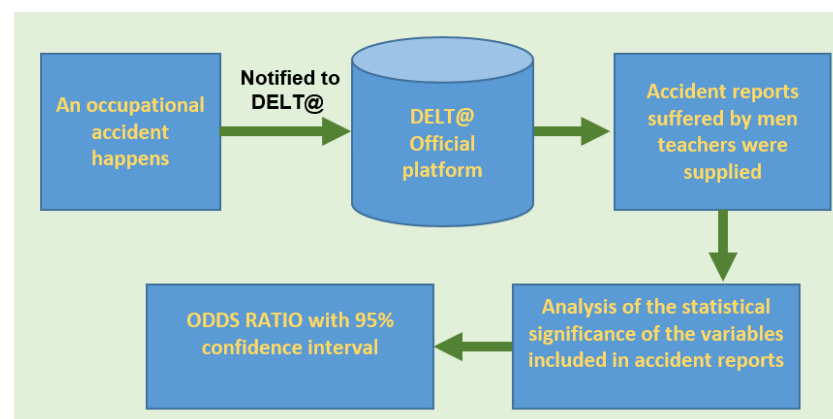 An occupational
accident
happens
Notified to
DELT@
DELT@
Official
platform
Accident reports
suffered by men
teachers were
supplied
Analysis of the statistical
significance of the variables
included in accident reports
ODDS RATIO with 95%
confidence interval